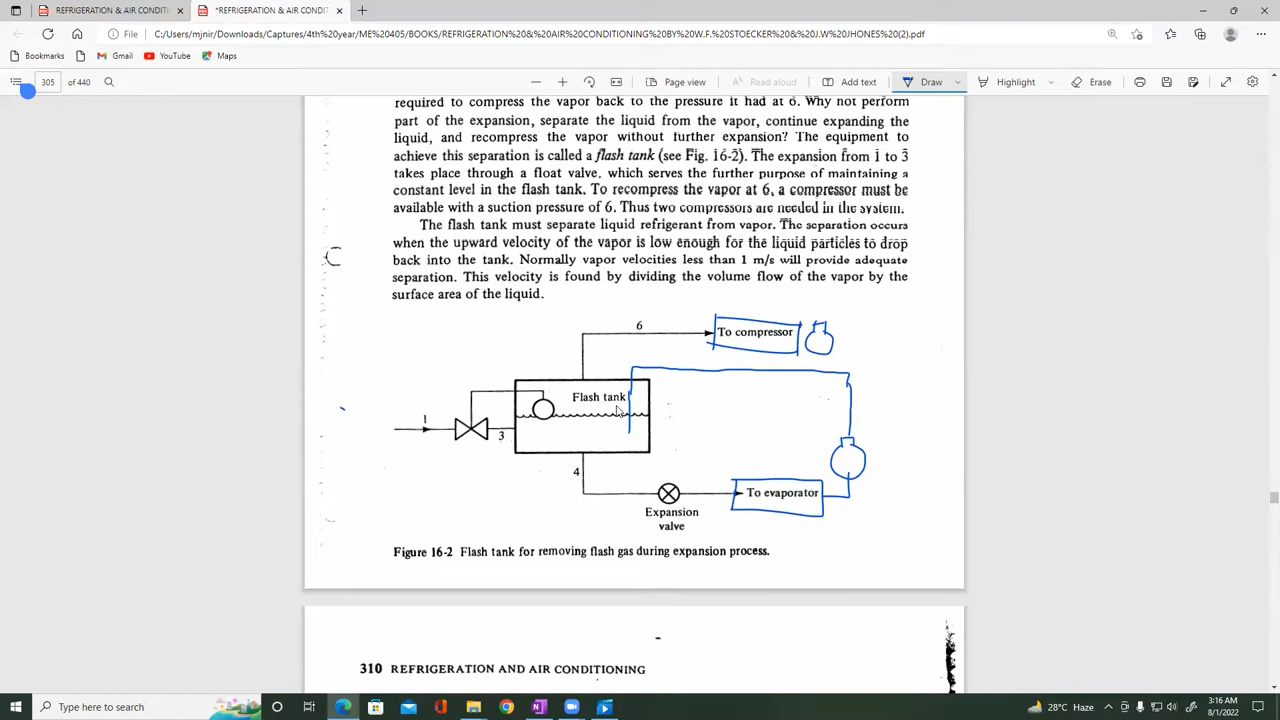 REFRIGERATION & AIR CONDITIONI
*REFRIGERATION & AIR CONDIT
File
C:/Users/mjnir/Downloads/Captures/4th%20year/ME%20405/BOOKS/REFRIGERATION%20&%20AIR%20CONDITIONING%20BY%20W.F.%20STOECKER%20&%20J.W%20JHONES%20(2).pdf
Bookmarks
Gmail
YouTube
Maps
305 of 440
Page view
Read aloud
Add text
Draw
Highlight
Erase
required to compress the vapor back to the pressure it had at 6. Why not perform
part of the expansion, separate the liquid from the vapor, continue expanding the
liquid, and recompress the vapor without further expansion? The equipment to
achieve this separation is called a flash tank (see Fig. 16-2). The expansion from 1 to 3
takes place through a float valve, which serves the further purpose of maintaining a
constant level in the flash tank. To recompress the vapor at 6, a compressor must be
available with a suction pressure of 6. Thus two compressors are needed in the system.
The flash tank must separate liquid refrigerant from vapor. The separation occurs
when the upward velocity of the vapor is low enough for the liquid particles to drop
back into the tank. Normally vapor velocities less than 1 m/s will provide adequate
separation. This velocity is found by dividing the volume flow of the vapor by the
surface area of the liquid.
6
To compressor
Flash tank
1
3
4
To evaporator
Expansion
valve
Figure 16-2 Flash tank for removing flash gas during expansion process.
310 REFRIGERATION AND AIR CONDITIONING
Type here to search
28°C Haze
3:16 AM
8/1/2022